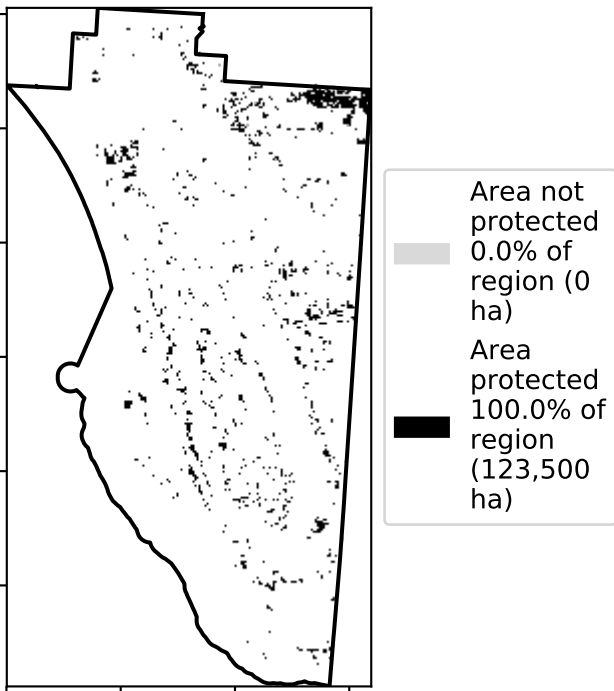 Area not
protected
0.0% of
region (0
ha)
Area
protected
100.0% of
region
(123,500
ha)